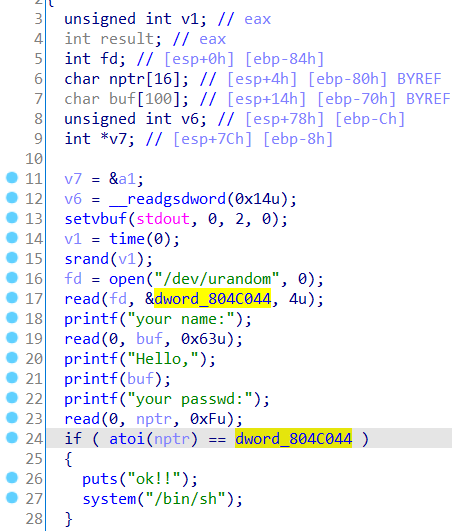 2 {
3 unsigned int v1; // eax
4 int result; // eax
5 int fd; // [esp+0h] [ebp-84h]
6 char nptr[16]; // [esp+4h] [ebp-80h] BYREF
7 char buf[100]; // [esp+14h] [ebp-70h] BYREF
8 unsigned int v6; // [esp+78h] [ebp-Ch]
9 int *v7; // [esp+7Ch] [ebp-8h]
10
11 v7 = &a1;
12 v6 = __readgsdword(0x14u);
13 setvbuf(stdout, 0, 2, 0);
14 v1 = time(0);
15 srand(v1);
16 fd = open("/dev/urandom", 0);
17 read(fd, &dword_804C044, 4u);
18 printf("your name:");
19 read(0, buf, 0x63u);
20 printf("Hello,");
21 printf(buf);
22 printf("your passwd:");
23 read(0, nptr, 0xFu);
24 if ( atoi(nptr) == dword_804C044 )
25 {
26 puts("ok!!");
27 system("/bin/sh");
28 }